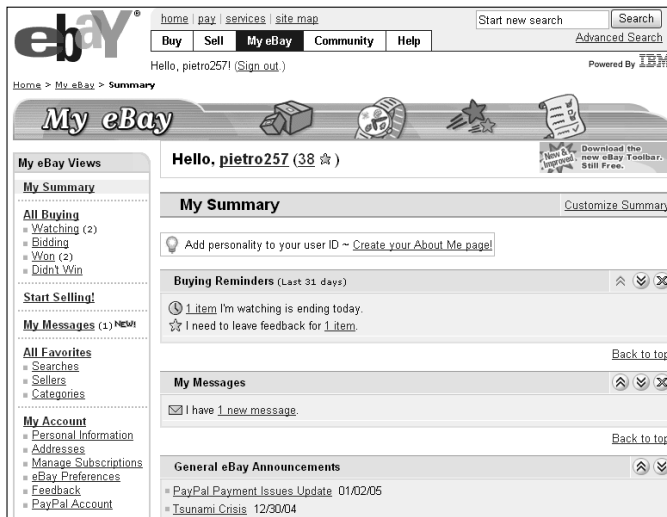 ebaY®
home | pay | services | site map
Start new search Search
Buy Sell My eBay Community Help
Advanced Search
Hello, pietro257! (Sign out.)
Powered By IBM
Home > My eBay > Summary
My eBay
My eBay Views
My Summary
All Buying
Watching (2)
Bidding
Won (2)
Didn't Win
Start Selling!
My Messages (1) NEW!
All Favorites
Searches
Sellers
Categories
My Account
Personal Information
Addresses
Manage Subscriptions
eBay Preferences
Feedback
PayPal Account
Hello, pietro257 (38 ☆ )
New & Improved
Download the
new eBay Toolbar.
Still Free.
My Summary
Customize Summary
Add personality to your user ID ~ Create your About Me page!
Buying Reminders (Last 31 days)
1 item I'm watching is ending today.
I need to leave feedback for 1 item.
Back to top
My Messages
I have 1 new message.
Back to top
General eBay Announcements
PayPal Payment Issues Update 01/02/05
Tsunami Crisis 12/30/04